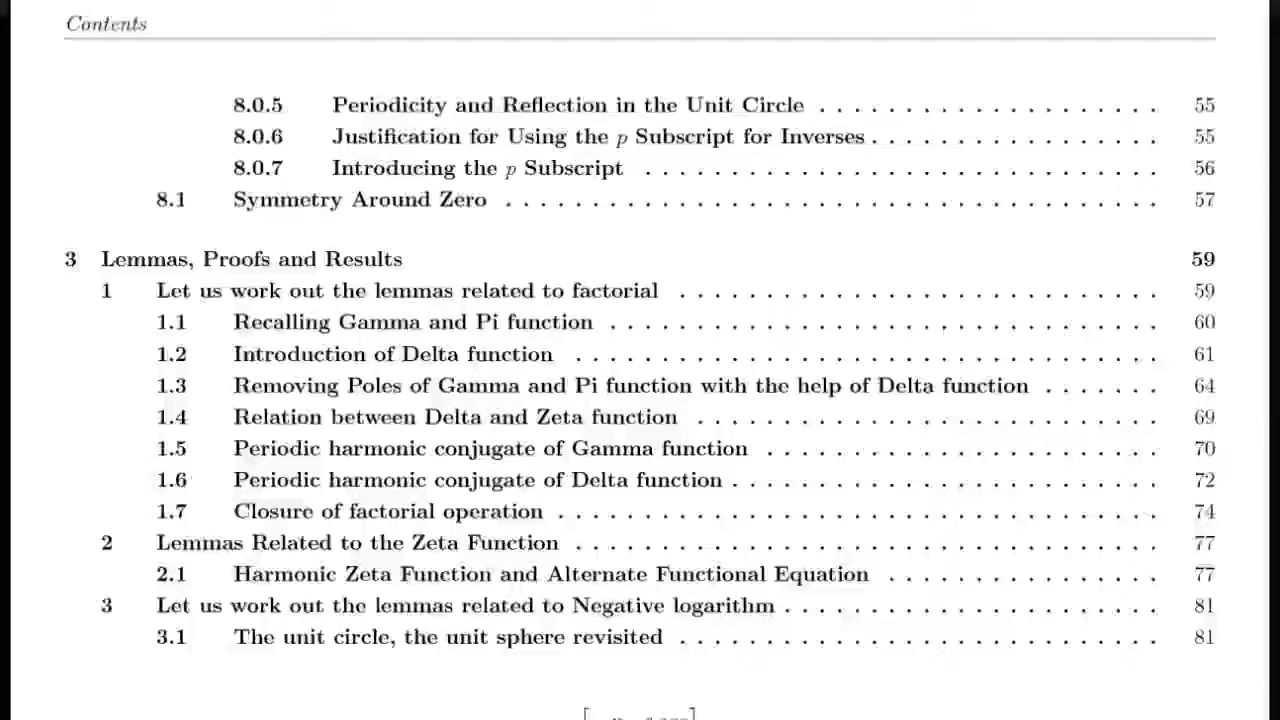 Contents
8.0.5 Periodicity and Reflection in the Unit Circle . . . . . . . . . . . . . . . . . . . . 55
8.0.6 Justification for Using the p Subscript for Inverses . . . . . . . . . . . . . . . . . 55
8.0.7 Introducing the p Subscript . . . . . . . . . . . . . . . . . . . . . . . . . . . . . . 56
8.1 Symmetry Around Zero . . . . . . . . . . . . . . . . . . . . . . . . . . . . . . . . . . . . . . 57
3 Lemmas, Proofs and Results 59
1 Let us work out the lemmas related to factorial . . . . . . . . . . . . . . . . . . . . . . . . . . . . 59
1.1 Recalling Gamma and Pi function . . . . . . . . . . . . . . . . . . . . . . . . . . . . . . . . 60
1.2 Introduction of Delta function . . . . . . . . . . . . . . . . . . . . . . . . . . . . . . . . . . 61
1.3 Removing Poles of Gamma and Pi function with the help of Delta function . . . . . . . 64
1.4 Relation between Delta and Zeta function . . . . . . . . . . . . . . . . . . . . . . . . . . . 69
1.5 Periodic harmonic conjugate of Gamma function . . . . . . . . . . . . . . . . . . . . . . . 70
1.6 Periodic harmonic conjugate of Delta function . . . . . . . . . . . . . . . . . . . . . . . . . 72
1.7 Closure of factorial operation . . . . . . . . . . . . . . . . . . . . . . . . . . . . . . . . . . . 74
2 Lemmas Related to the Zeta Function . . . . . . . . . . . . . . . . . . . . . . . . . . . . . . . . . . 77
2.1 Harmonic Zeta Function and Alternate Functional Equation . . . . . . . . . . . . . . . . 77
3 Let us work out the lemmas related to Negative logarithm . . . . . . . . . . . . . . . . . . . . . . 81
3.1 The unit circle, the unit sphere revisited . . . . . . . . . . . . . . . . . . . . . . . . . . . . 81